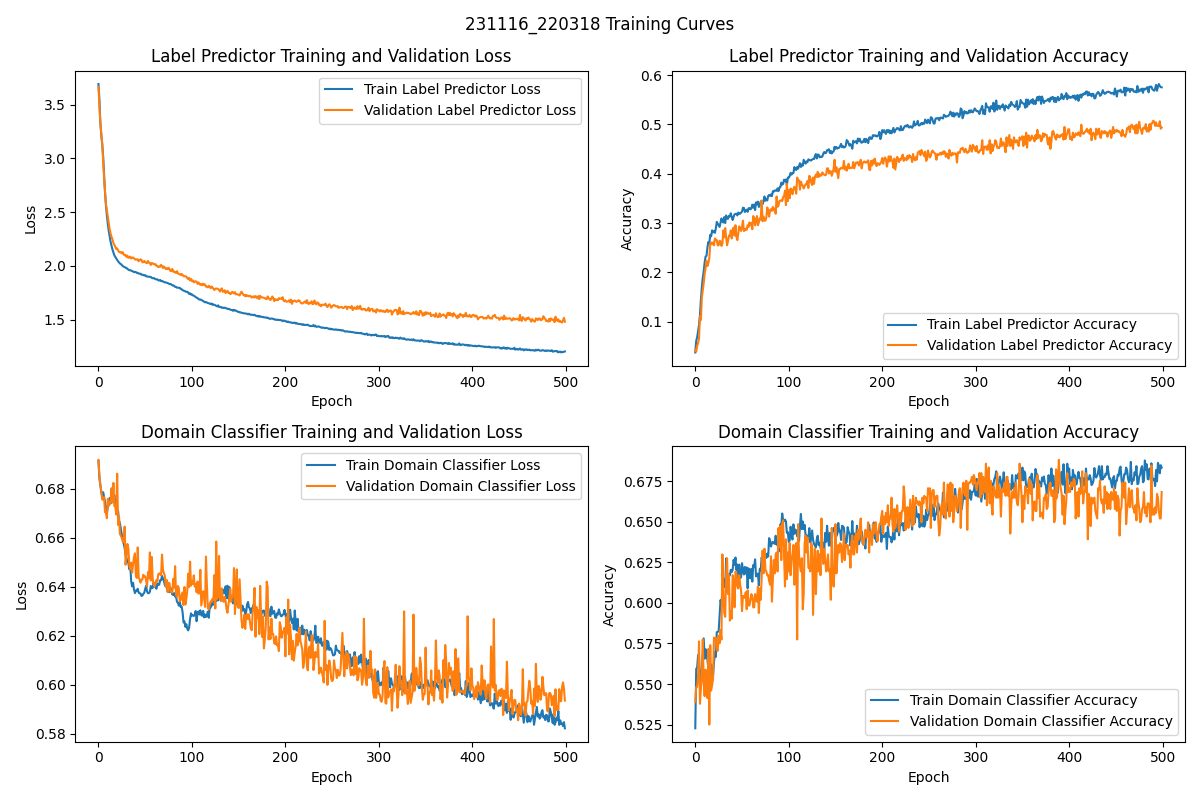 231116_220318 Training Curves
Label Predictor Training and Validation Loss
Train Label Predictor Loss
Validation Label Predictor Loss
3.5
3.0
2.5
2.0
1.5
Loss
0 100 200 300 400 500
Epoch
Label Predictor Training and Validation Accuracy
Train Label Predictor Accuracy
Validation Label Predictor Accuracy
0.6
0.5
0.4
0.3
0.2
0.1
Accuracy
0 100 200 300 400 500
Epoch
Domain Classifier Training and Validation Loss
Train Domain Classifier Loss
Validation Domain Classifier Loss
0.68
0.66
0.64
0.62
0.60
0.58
Loss
0 100 200 300 400 500
Epoch
Domain Classifier Training and Validation Accuracy
Train Domain Classifier Accuracy
Validation Domain Classifier Accuracy
0.675
0.650
0.625
0.600
0.575
0.550
0.525
Accuracy
0 100 200 300 400 500
Epoch